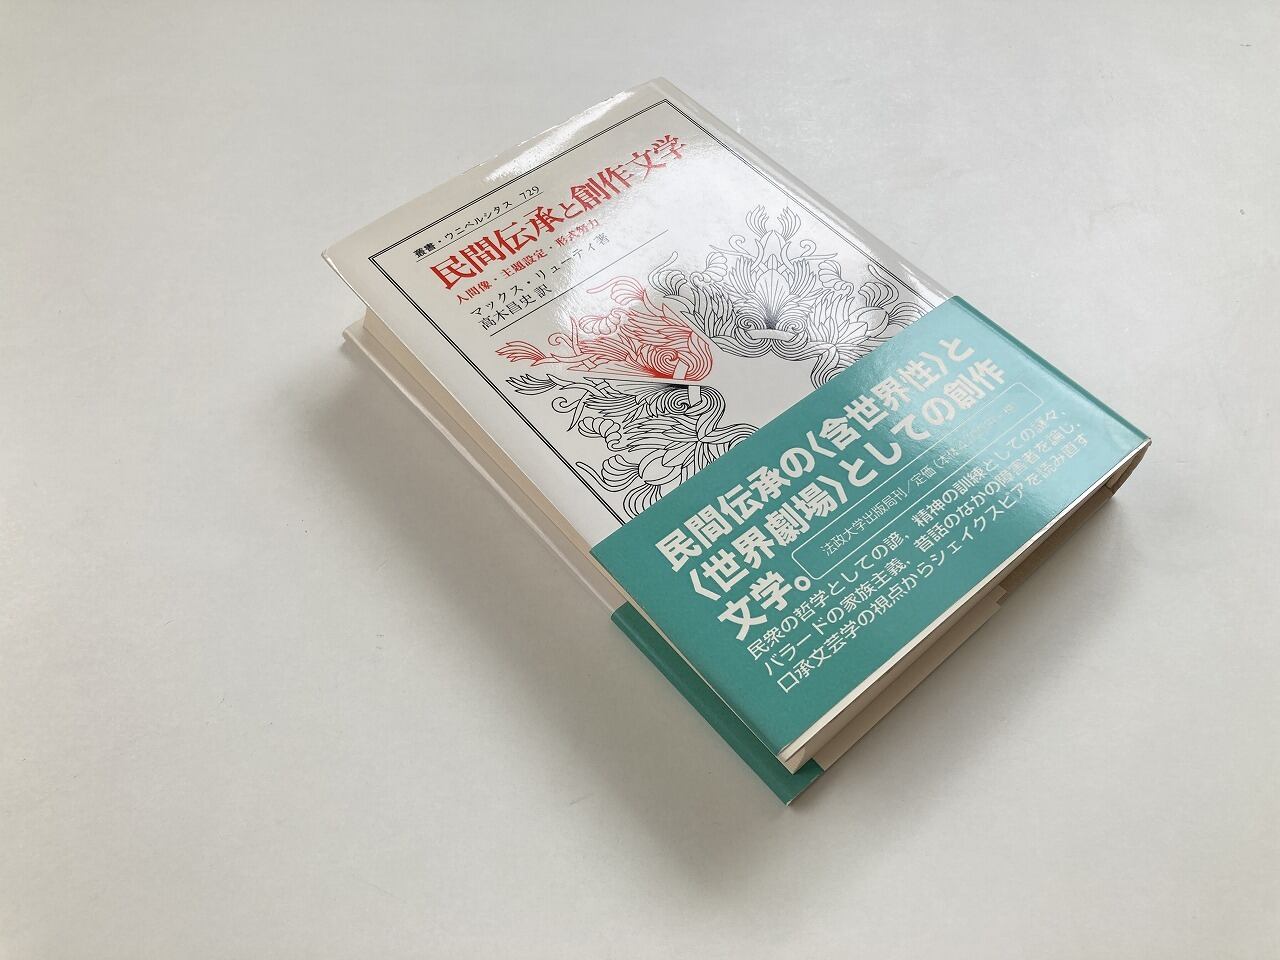 叢書・ウニベルシタス 729
民間伝承と創作文学
人間像・主題設定・形式努力
マックス・リューティ著
高木昌史 訳
民間伝承の〈含世界性〉と
〈世界劇場〉としての創作
文学。
法政大学出版局刊／定価(本体
民衆の哲学としての諺，精神の訓練としての謎々，
バラードの家族主義，昔話のなかの障害者を論じ，
口承文芸学の視点からシェイクスピアを読み直す